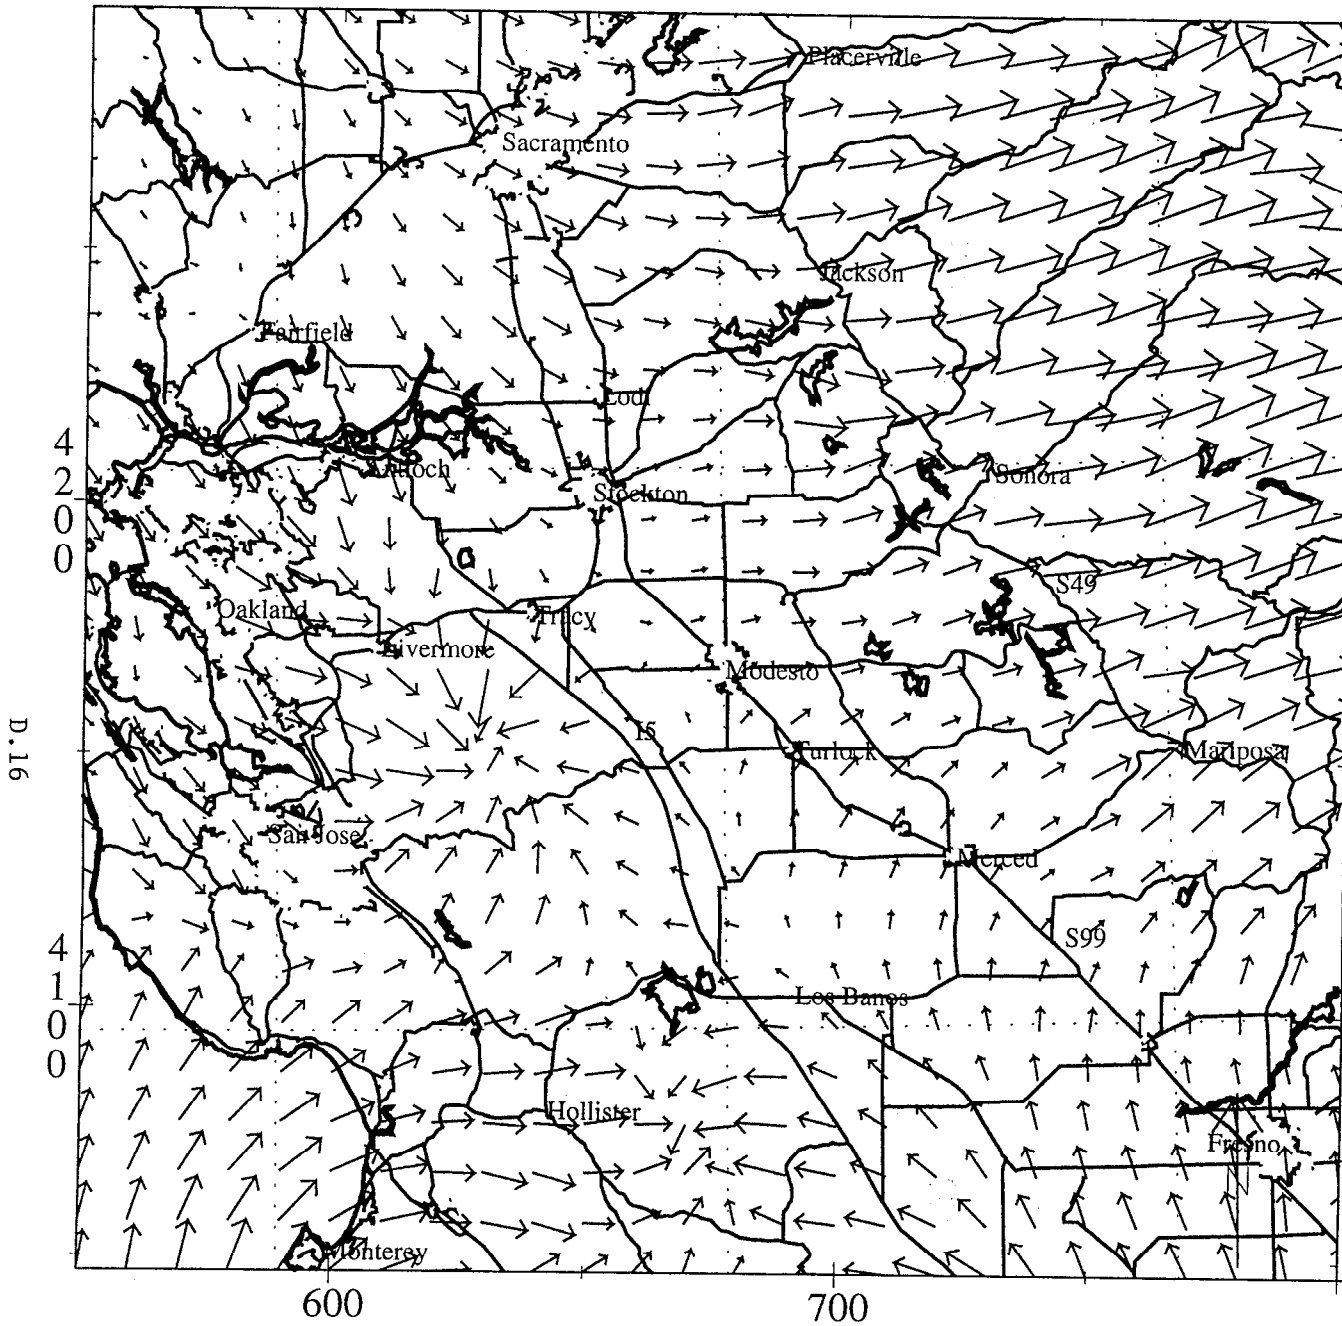 Placerville
Sacramento
Jackson
Fairfield
Lodi
4200
Antioch
Stockton
Sonora
S49
Oakland
Tracy
Livermore
Modesto
I5
D.16
Turlock
Mariposa
San Jose
Merced
S99
4100
Los Banos
Hollister
Fresno
Monterey
600
700